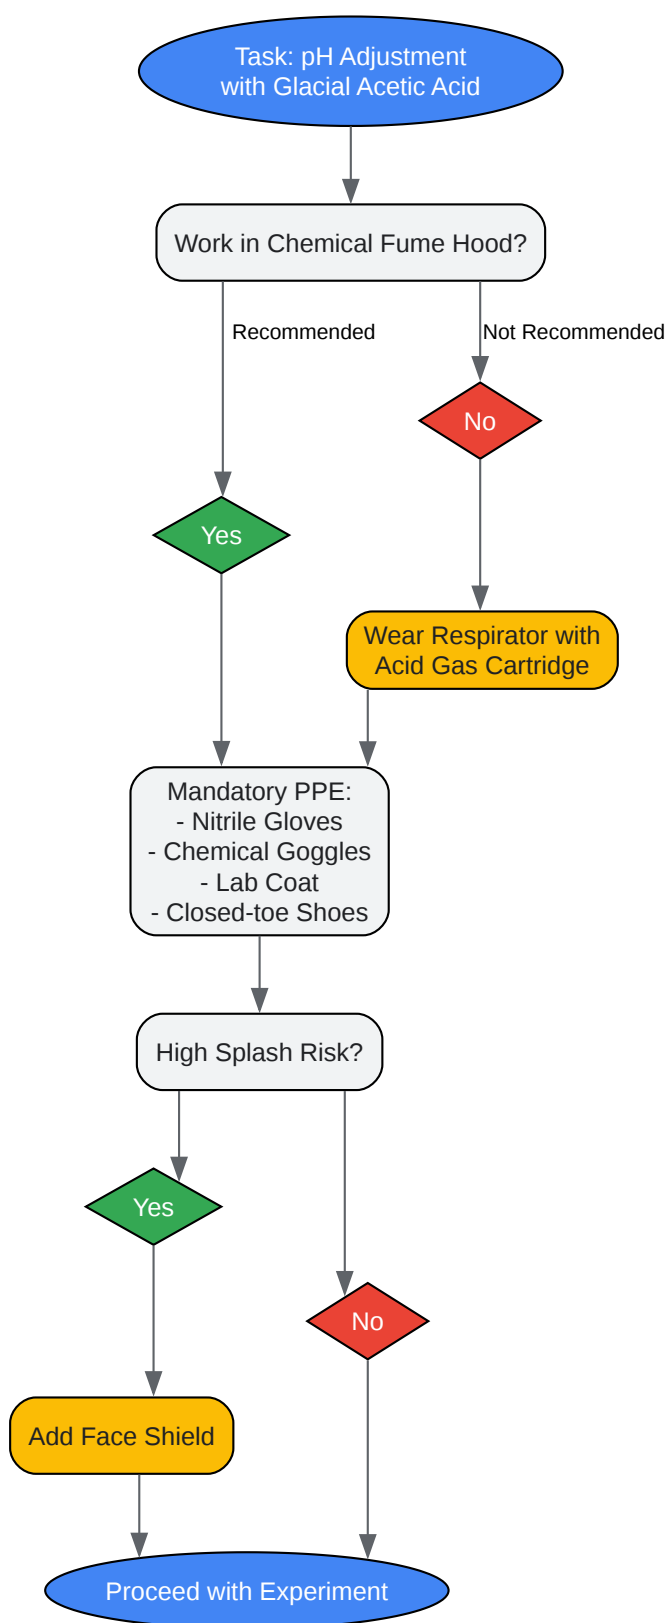 Task: pH Adjustment
with Glacial Acetic Acid
Work in Chemical Fume Hood?
Recommended
Not Recommended
No
Yes
Wear Respirator with
Acid Gas Cartridge
Mandatory PPE:
- Nitrile Gloves
- Chemical Goggles
- Lab Coat
- Closed-toe Shoes
High Splash Risk?
Yes
No
Add Face Shield
Proceed with Experiment